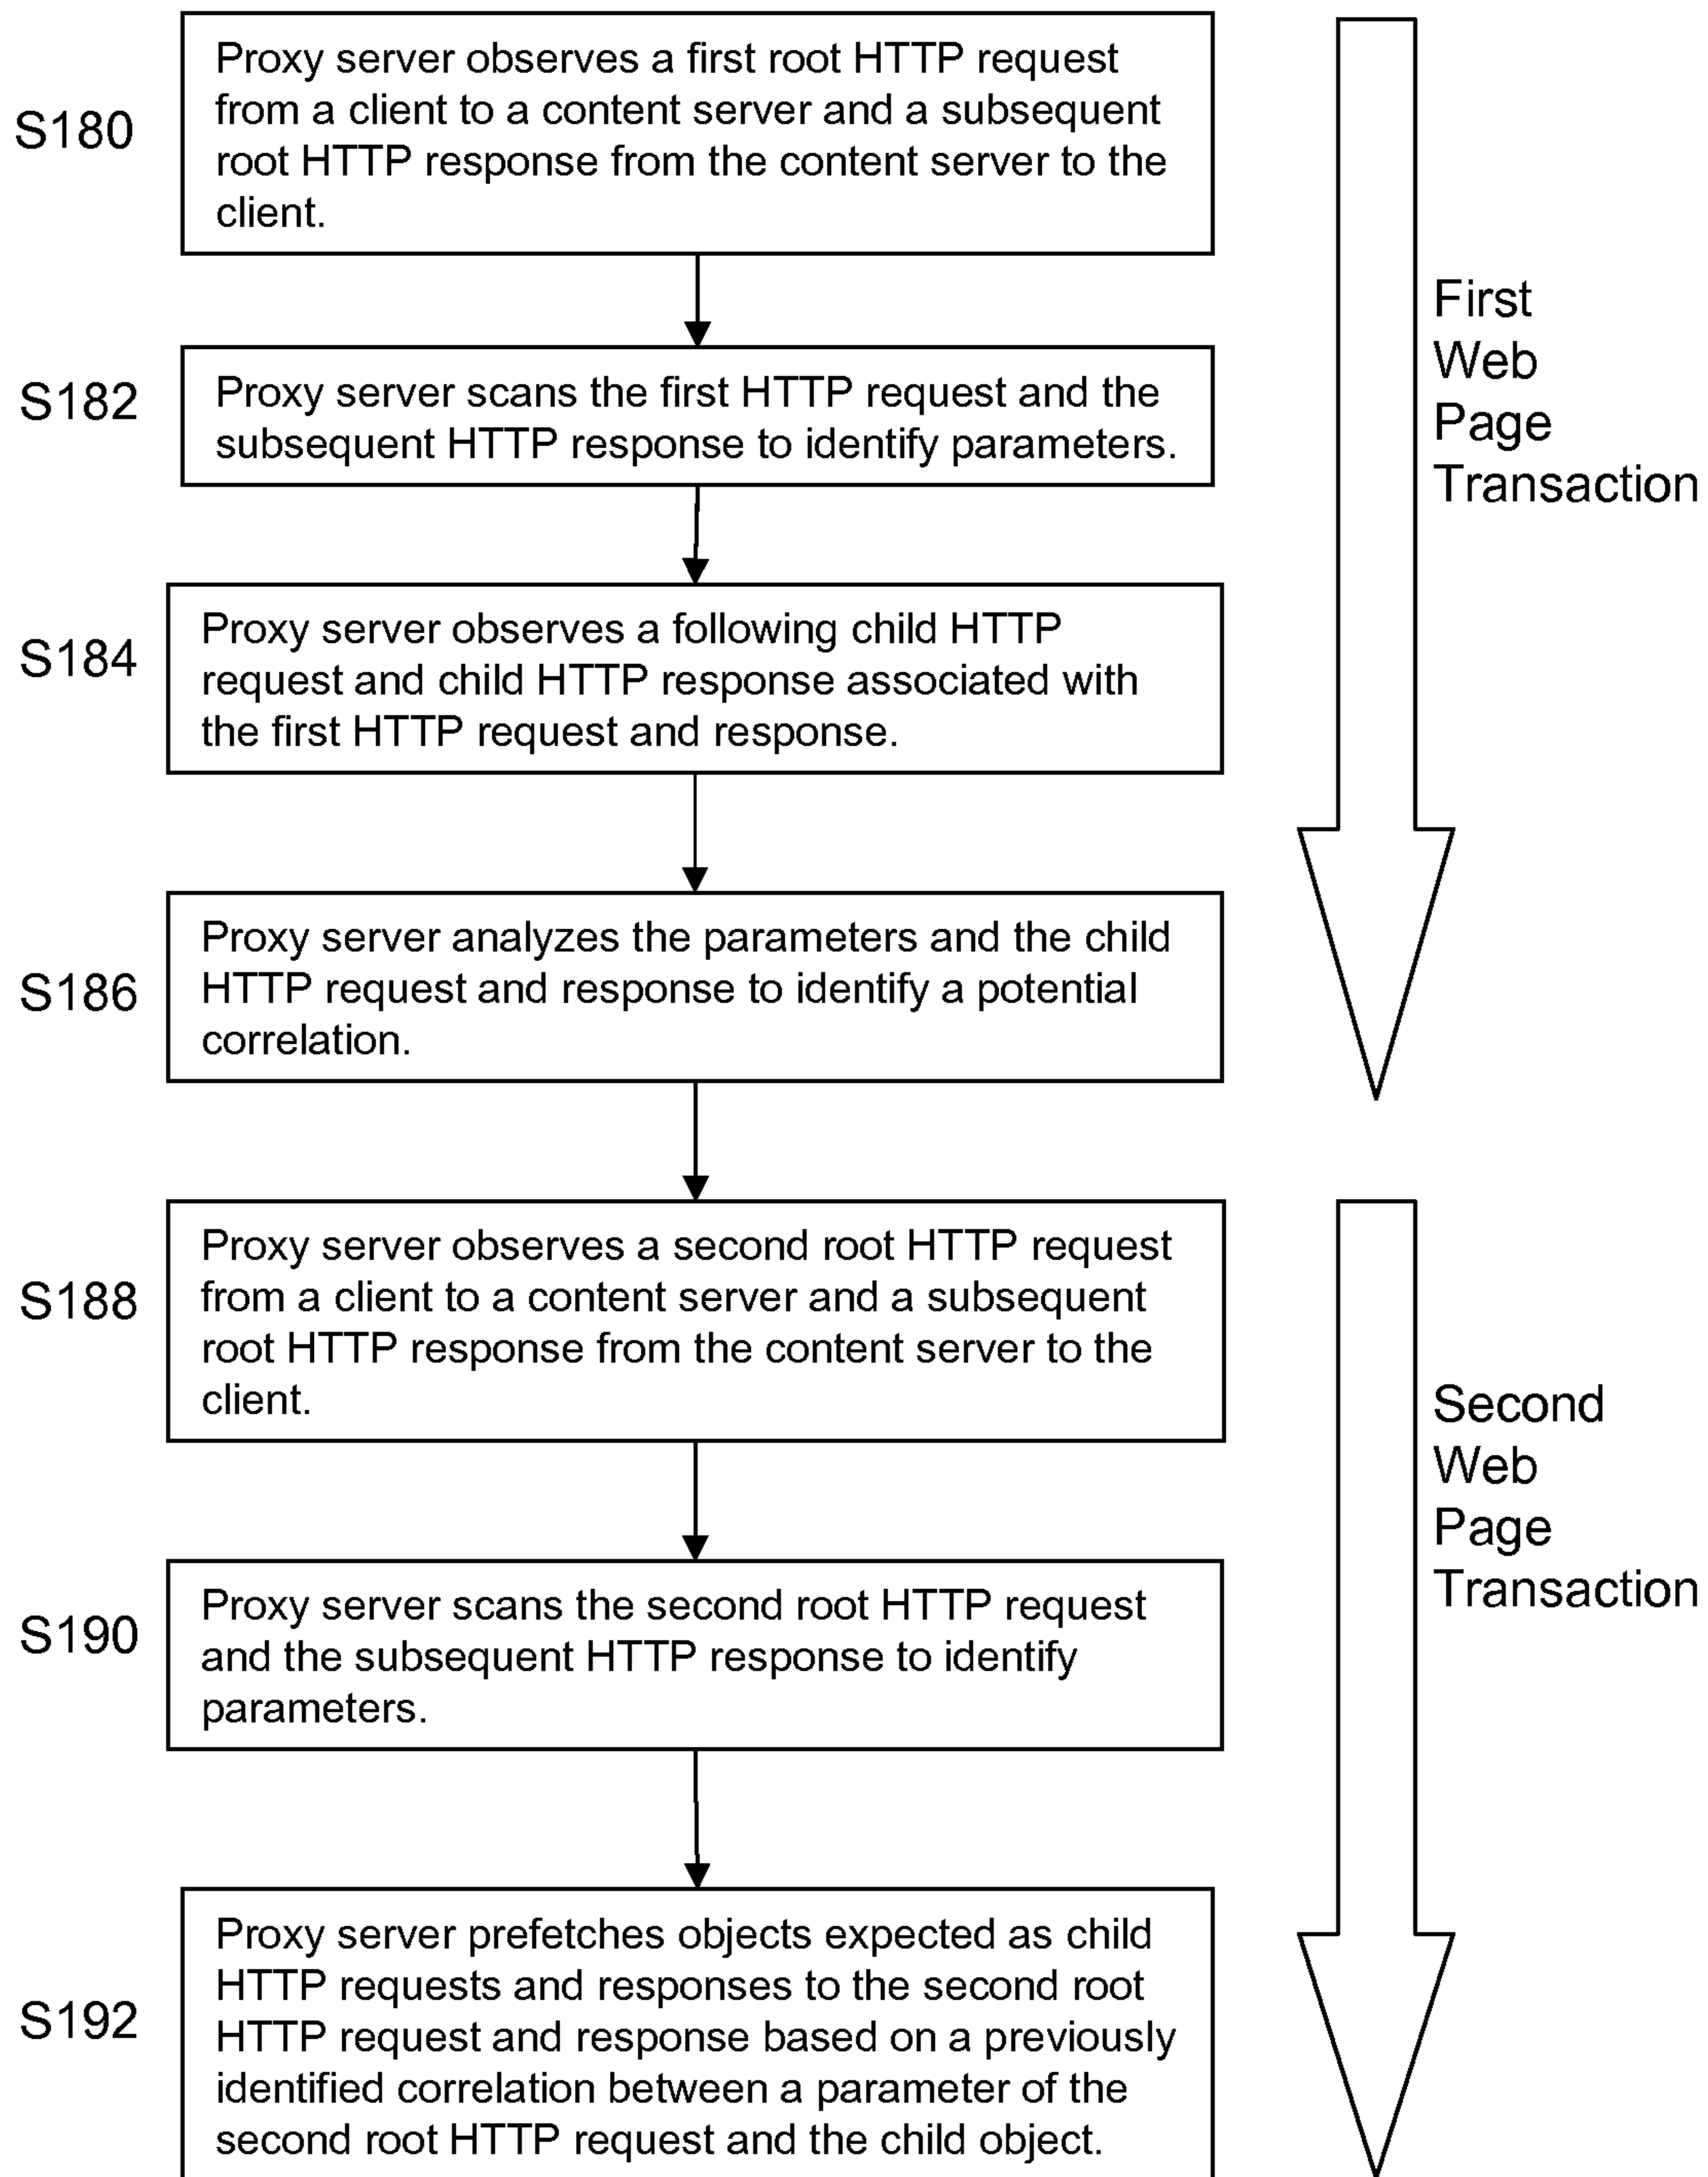 S180
Proxy server observes a first root HTTP request
from a client to a content server and a subsequent
root HTTP response from the content server to the
client.
S182
Proxy server scans the first HTTP request and the
subsequent HTTP response to identify parameters.
S184
Proxy server observes a following child HTTP
request and child HTTP response associated with
the first HTTP request and response.
S186
Proxy server analyzes the parameters and the child
HTTP request and response to identify a potential
correlation.
First
Web
Page
Transaction
S188
Proxy server observes a second root HTTP request
from a client to a content server and a subsequent
root HTTP response from the content server to the
client.
S190
Proxy server scans the second root HTTP request
and the subsequent HTTP response to identify
parameters.
S192
Proxy server prefetches objects expected as child
HTTP requests and responses to the second root
HTTP request and response based on a previously
identified correlation between a parameter of the
second root HTTP request and the child object.
Second
Web
Page
Transaction